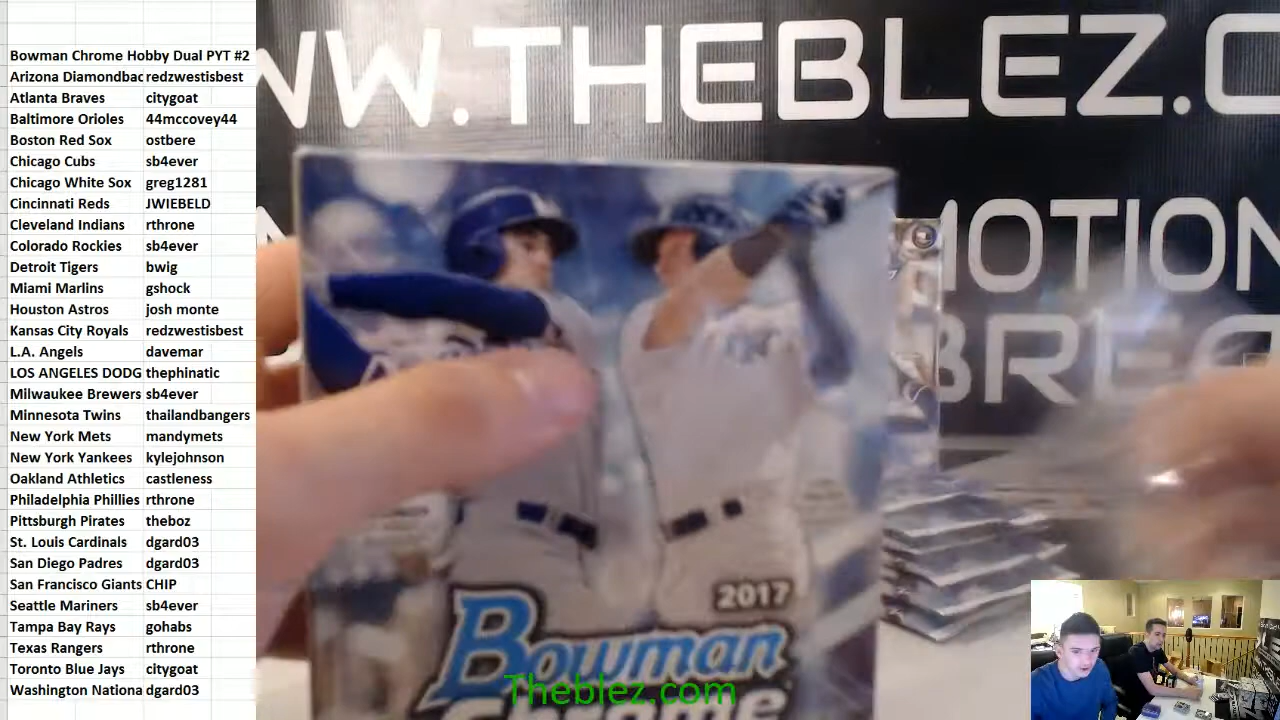 Bowman Chrome Hobby Dual PYT #2
Arizona Diamondbac redzwestisbest
Atlanta Braves citygoat
Baltimore Orioles 44mccovey44
Boston Red Sox ostbere
Chicago Cubs sb4ever
Chicago White Sox greg1281
Cincinnati Reds JWIEBELD
Cleveland Indians rthrone
Colorado Rockies sb4ever
Detroit Tigers bwig
Miami Marlins gshock
Houston Astros josh monte
Kansas City Royals redzwestisbest
L.A. Angels davemar
LOS ANGELES DODG thephinatic
Milwaukee Brewers sb4ever
Minnesota Twins thailandbangers
New York Mets mandymets
New York Yankees kylejohnson
Oakland Athletics castleness
Philadelphia Phillies rthrone
Pittsburgh Pirates theboz
St. Louis Cardinals dgard03
San Diego Padres dgard03
San Francisco Giants CHIP
Seattle Mariners sb4ever
Tampa Bay Rays gohabs
Texas Rangers rthrone
Toronto Blue Jays citygoat
Washington Nationa dgard03
WW.THEBLEZ.C
MOTION
BREA
2017
Bowman
Chrome
Theblez.com